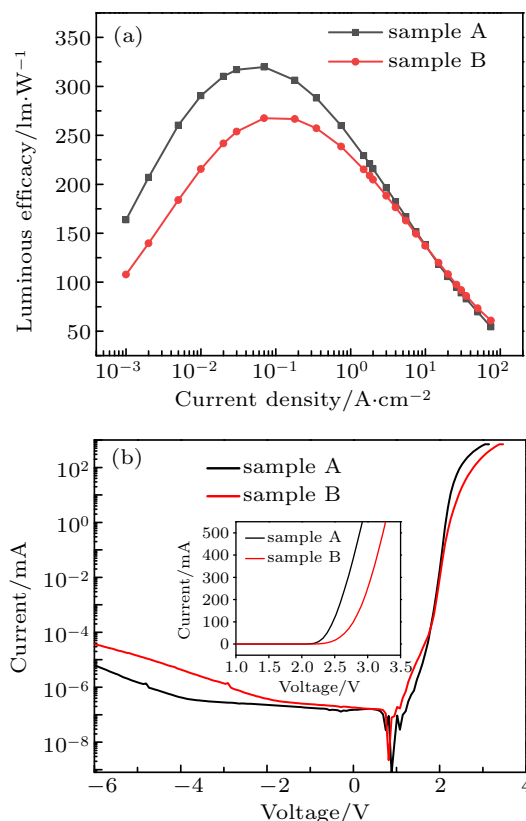 (a)
sample A
sample B
Luminous efficacy/lm·W⁻¹
350
300
250
200
150
100
50
10⁻³ 10⁻² 10⁻¹ 10⁰ 10¹ 10²
Current density/A·cm⁻²
(b)
sample A
sample B
Current/mA
10²
10⁰
10⁻²
10⁻⁴
10⁻⁶
10⁻⁸
−6 −4 −2 0 2 4
Voltage/V
sample A
sample B
Current/mA
500
400
300
200
100
0
1.0 1.5 2.0 2.5 3.0 3.5
Voltage/V